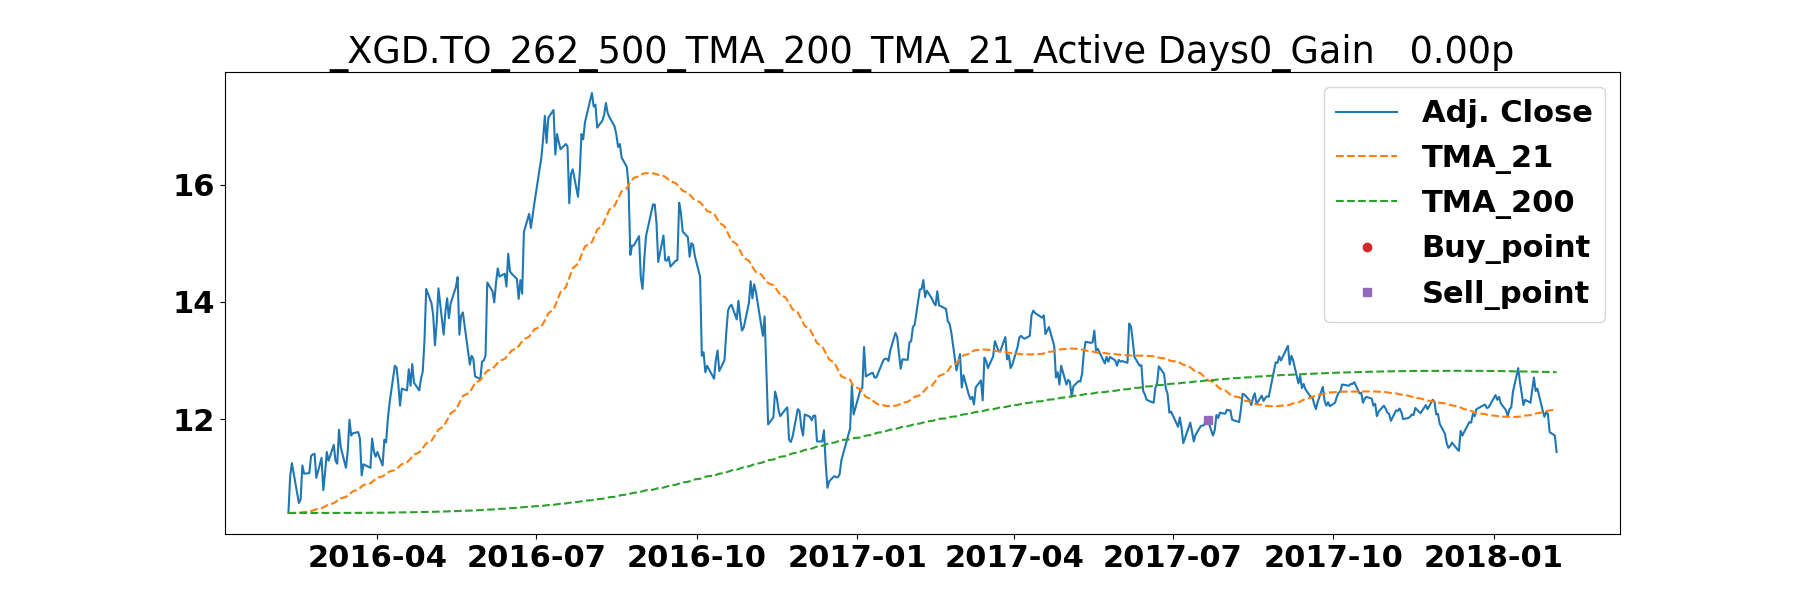 _XGD.TO_262_500_TMA_200_TMA_21_Active Days0_Gain   0.00p
Adj. Close
TMA_21
TMA_200
Buy_point
Sell_point
16
14
12
2016-04 2016-07 2016-10 2017-01 2017-04 2017-07 2017-10 2018-01